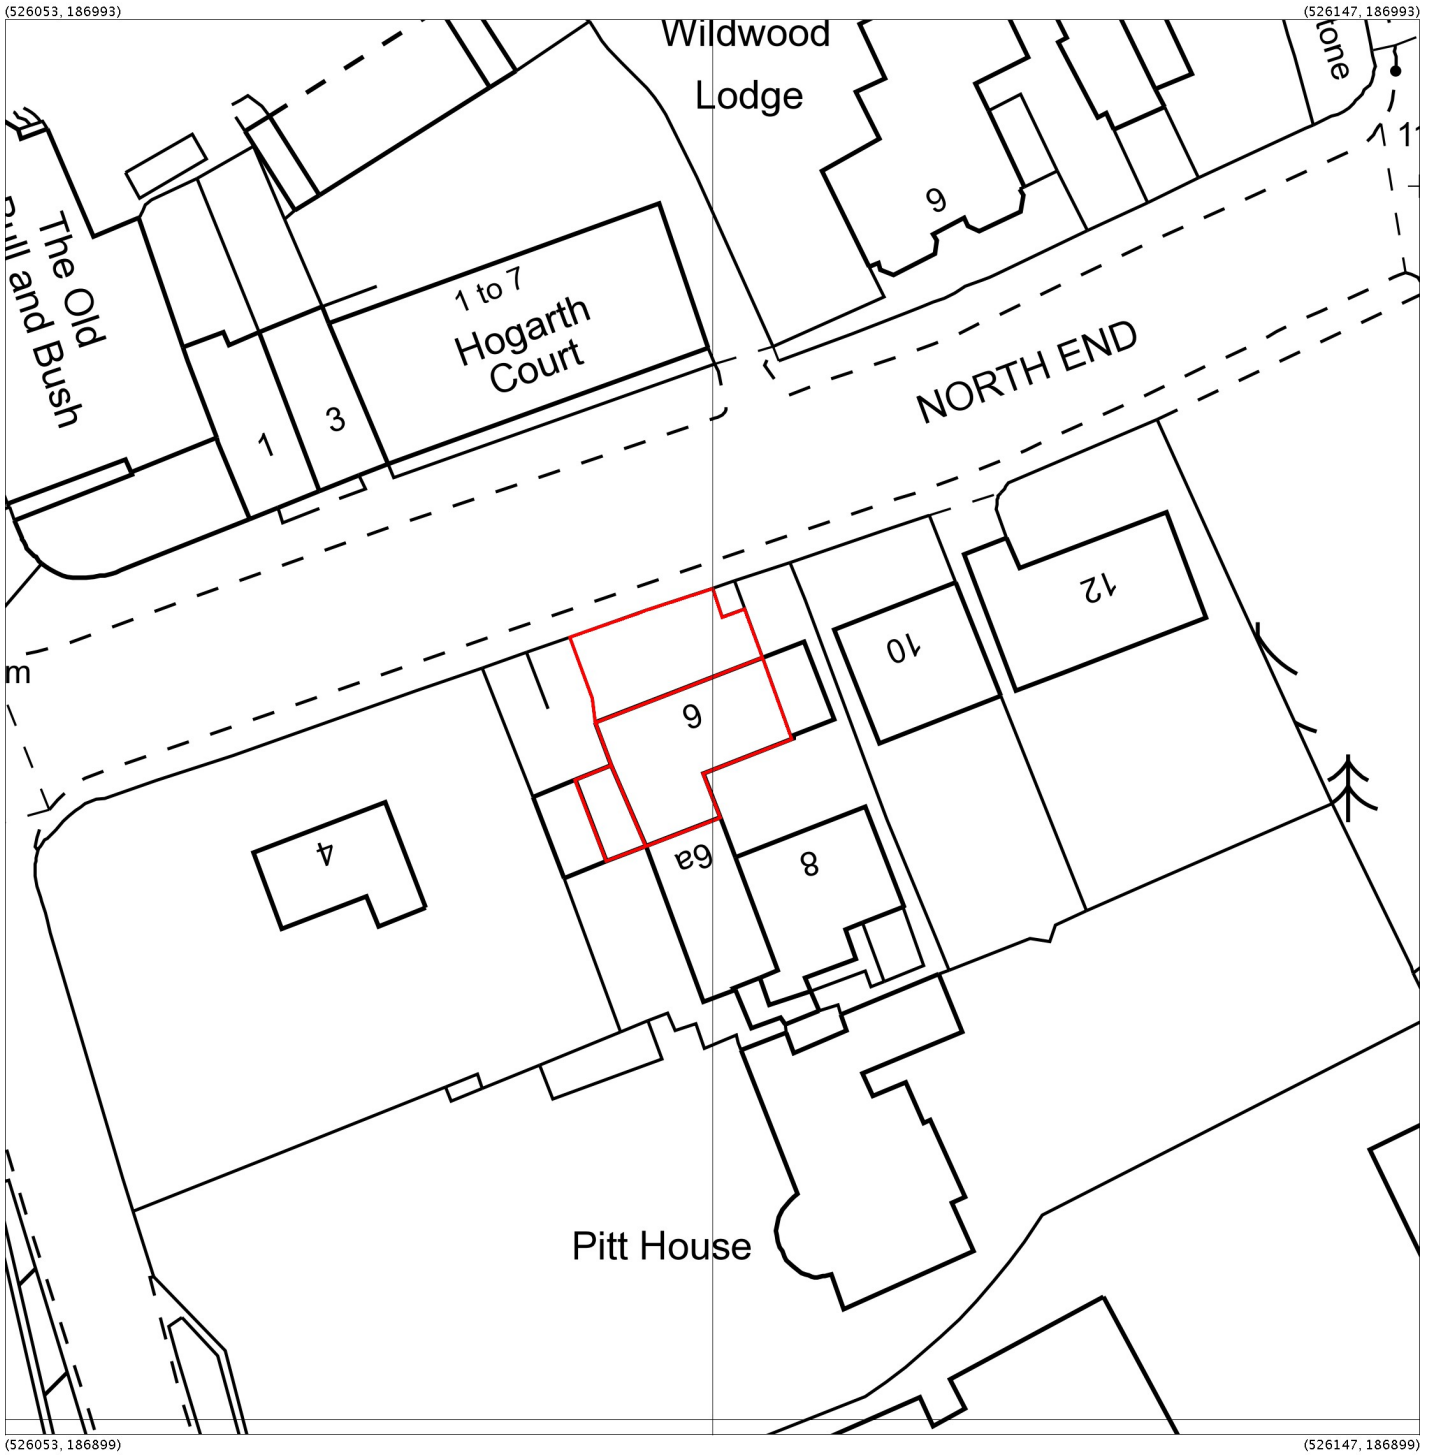 (526053, 186993)
(526147, 186993)
Wildwood
Lodge
tone
11
9
The Old
Bull and Bush
1 to 7
Hogarth
Court
NORTH END
1
3
12
10
m
6
4
6a
8
Pitt House
(526053, 186899)
(526147, 186899)